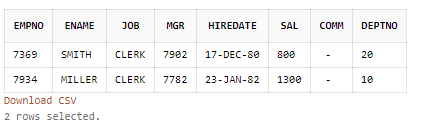 EMPNO ENAME JOB MGR HIREDATE SAL COMM DEPTNO
7369 SMITH CLERK 7902 17-DEC-80 800 - 20
7934 MILLER CLERK 7782 23-JAN-82 1300 - 10
Download CSV
2 rows selected.